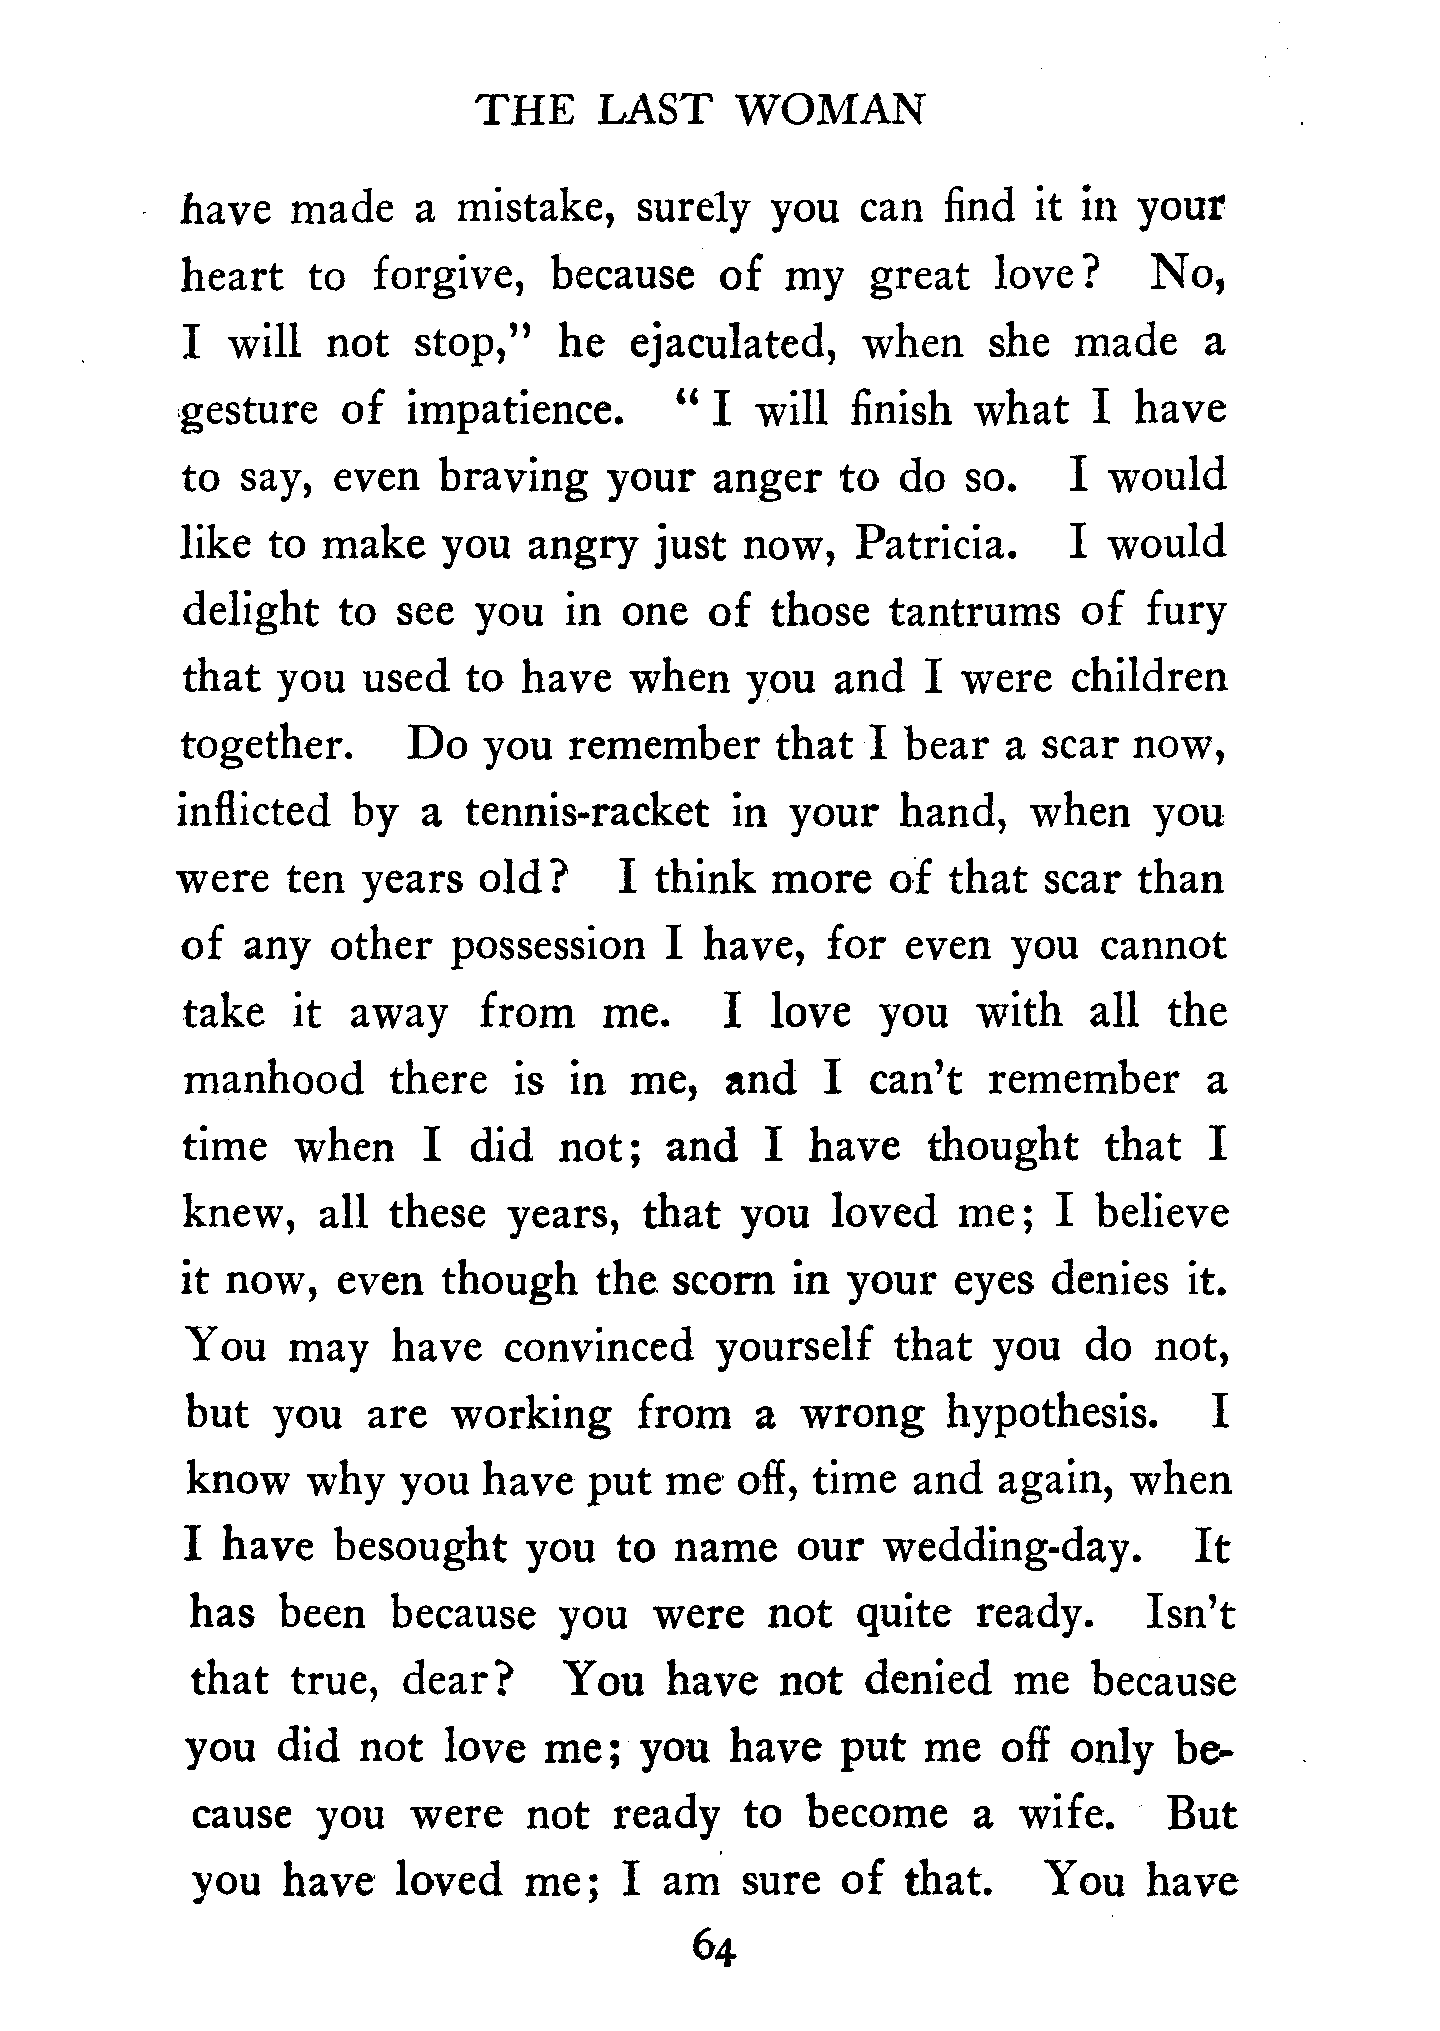 THE LAST WOMAN
have made a mistake, surely you can find it in your
heart to forgive, because of my great love? No,
I will not stop," he ejaculated, when she made a
gesture of impatience. "I will finish what I have
to say, even braving your anger to do so. I would
like to make you angry just now, Patricia. I would
delight to see you in one of those tantrums of fury
that you used to have when you and I were children
together. Do you remember that I bear a scar now,
inflicted by a tennis-racket in your hand, when you
were ten years old? I think more of that scar than
of any other possession I have, for even you cannot
take it away from me. I love you with all the
manhood there is in me, and I can't remember a
time when I did not; and I have thought that I
knew, all these years, that you loved me; I believe
it now, even though the scorn in your eyes denies it.
You may have convinced yourself that you do not,
but you are working from a wrong hypothesis. I
know why you have put me off, time and again, when
I have besought you to name our wedding-day. It
has been because you were not quite ready. Isn't
that true, dear? You have not denied me because
you did not love me; you have put me off only be-
cause you were not ready to become a wife. But
you have loved me; I am sure of that. You have
64